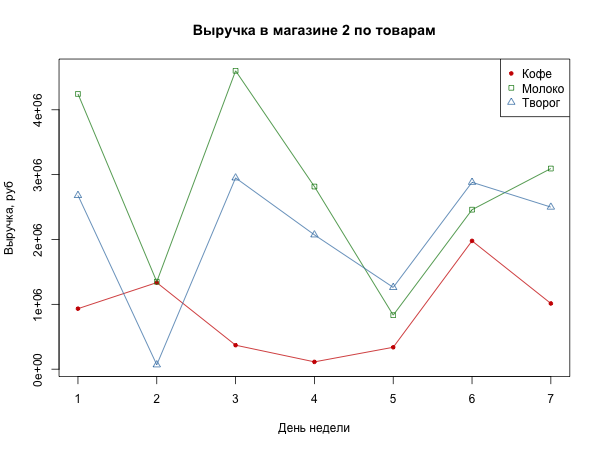 Выручка в магазине 2 по товарам
Кофе
Молоко
Творог
Выручка, руб
4e+06
3e+06
2e+06
1e+06
0e+00
1 2 3 4 5 6 7
День недели